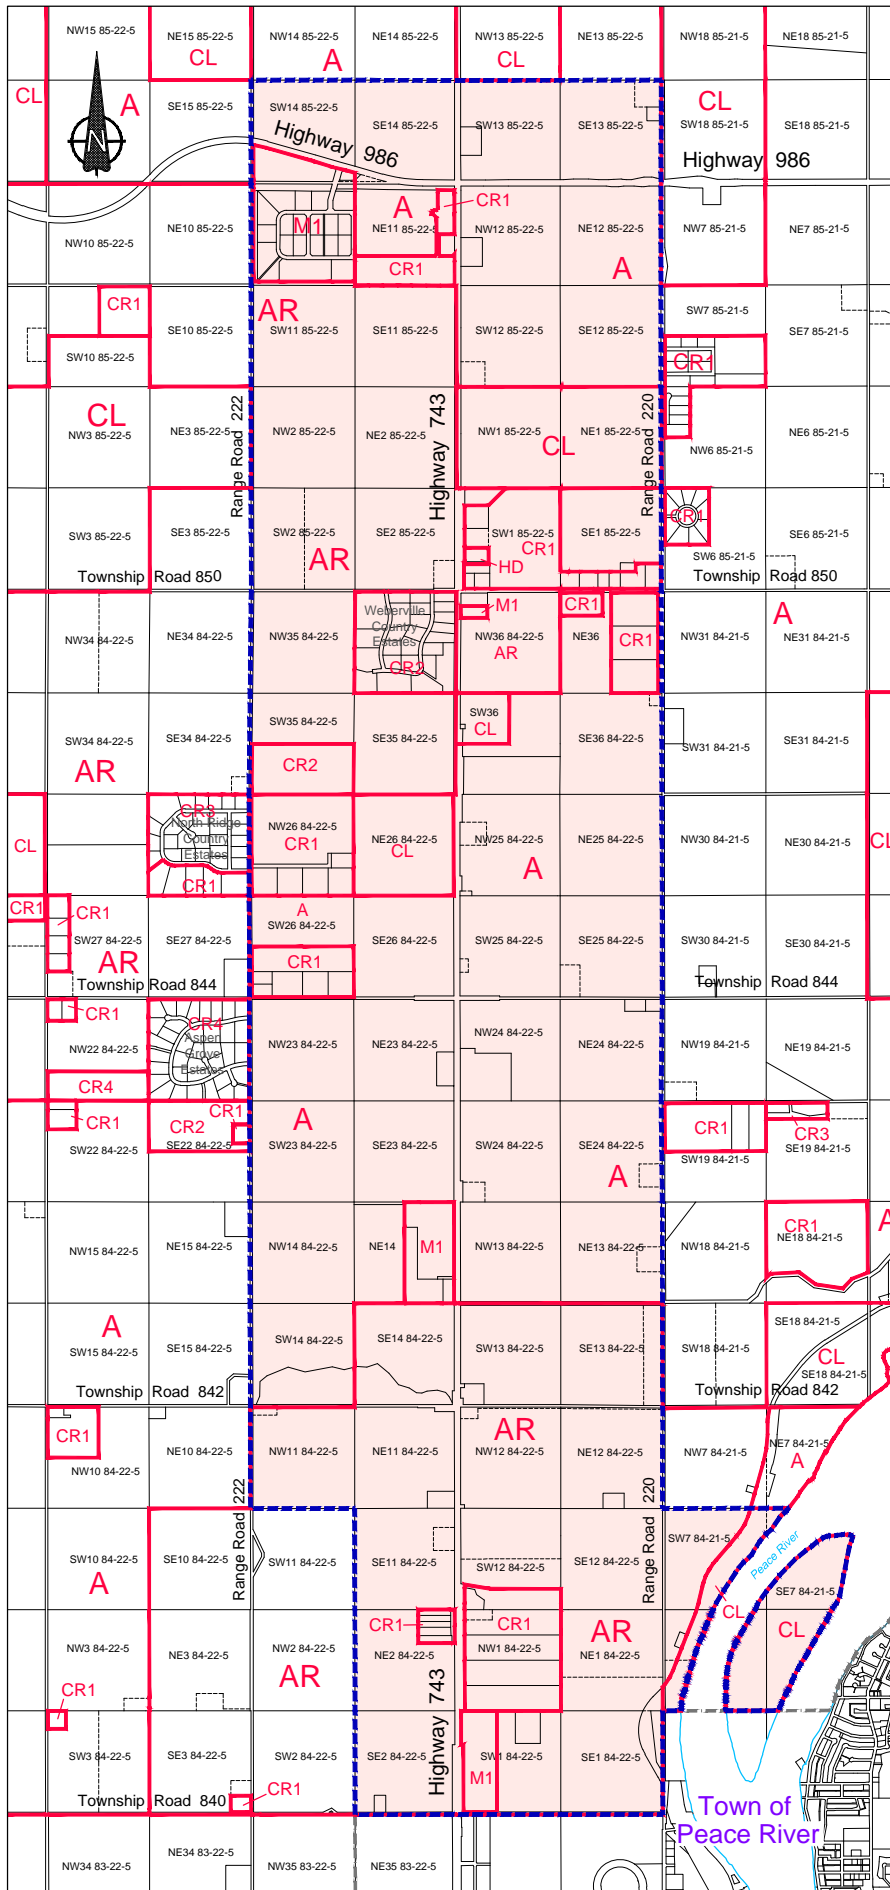 NW15 85-22-5
NE15 85-22-5
NW14 85-22-5
NE14 85-22-5
NW13 85-22-5
NE13 85-22-5
NW18 85-21-5
NE18 85-21-5
CL
A
CL
CL
A
N
SE15 85-22-5
SW14 85-22-5
SE14 85-22-5
SW13 85-22-5
SE13 85-22-5
CL
SW18 85-21-5
SE18 85-21-5
Highway 986
Highway 986
NW10 85-22-5
NE10 85-22-5
M1
A
NE11 85-22-5
CR1
NW12 85-22-5
NE12 85-22-5
NW7 85-21-5
NE7 85-21-5
CR1
A
CR1
AR
SW10 85-22-5
SE10 85-22-5
SW11 85-22-5
SE11 85-22-5
SW12 85-22-5
SE12 85-22-5
SW7 85-21-5
SE7 85-21-5
CR1
CL
NW3 85-22-5
NE3 85-22-5
Range Road 222
NW2 85-22-5
NE2 85-22-5
Highway 743
NW1 85-22-5
NE1 85-22-5
CL
Range Road 220
NW6 85-21-5
NE6 85-21-5
SW3 85-22-5
SE3 85-22-5
SW2 85-22-5
SE2 85-22-5
AR
SW1 85-22-5
CR1
HD
SE1 85-22-5
CR1
SW6 85-21-5
SE6 85-21-5
Township Road 850
Township Road 850
NW34 84-22-5
NE34 84-22-5
NW35 84-22-5
Weberville
Country
Estates
CR2
M1
NW36 84-22-5
AR
CR1
NE36
CR1
NW31 84-21-5
A
NE31 84-21-5
SW34 84-22-5
AR
SE34 84-22-5
SW35 84-22-5
CR2
SE35 84-22-5
SW36
CL
SE36 84-22-5
SW31 84-21-5
SE31 84-21-5
CL
CR3
North Ridge
Country
Estates
CR1
NW26 84-22-5
CR1
NE26 84-22-5
CL
NW25 84-22-5
A
NE25 84-22-5
NW30 84-21-5
NE30 84-21-5
CL
CR1
CR1
SW27 84-22-5
AR
SE27 84-22-5
A
SW26 84-22-5
CR1
SE26 84-22-5
SW25 84-22-5
SE25 84-22-5
SW30 84-21-5
SE30 84-21-5
Township Road 844
Township Road 844
CR1
NW22 84-22-5
CR4
CR4
Aspen
Grove
Estates
NW23 84-22-5
NE23 84-22-5
NW24 84-22-5
NE24 84-22-5
NW19 84-21-5
NE19 84-21-5
CR1
SW22 84-22-5
CR2
CR1
SE22 84-22-5
A
SW23 84-22-5
SE23 84-22-5
SW24 84-22-5
SE24 84-22-5
A
CR1
SW19 84-21-5
CR3
SE19 84-21-5
NW15 84-22-5
NE15 84-22-5
NW14 84-22-5
NE14
M1
NW13 84-22-5
NE13 84-22-5
NW18 84-21-5
CR1
NE18 84-21-5
A
A
SW15 84-22-5
SE15 84-22-5
SW14 84-22-5
SE14 84-22-5
SW13 84-22-5
SE13 84-22-5
SW18 84-21-5
SE18 84-21-5
CL
SE18 84-21-5
Township Road 842
Township Road 842
CR1
NW10 84-22-5
NE10 84-22-5
Range Road 222
NW11 84-22-5
NE11 84-22-5
AR
NW12 84-22-5
NE12 84-22-5
Range Road 220
NW7 84-21-5
NE7 84-21-5
A
SW10 84-22-5
A
SE10 84-22-5
SW11 84-22-5
SE11 84-22-5
SW12 84-22-5
SE12 84-22-5
SW7 84-21-5
Peace River
SE7 84-21-5
CL
CL
NW3 84-22-5
NE3 84-22-5
NW2 84-22-5
AR
CR1
NE2 84-22-5
Highway 743
CR1
NW1 84-22-5
AR
NE1 84-22-5
CR1
SW3 84-22-5
SE3 84-22-5
SW2 84-22-5
SE2 84-22-5
SW1 84-22-5
M1
SE1 84-22-5
Township Road 840
CR1
Town of
Peace River
NW34 83-22-5
NE34 83-22-5
NW35 83-22-5
NE35 83-22-5